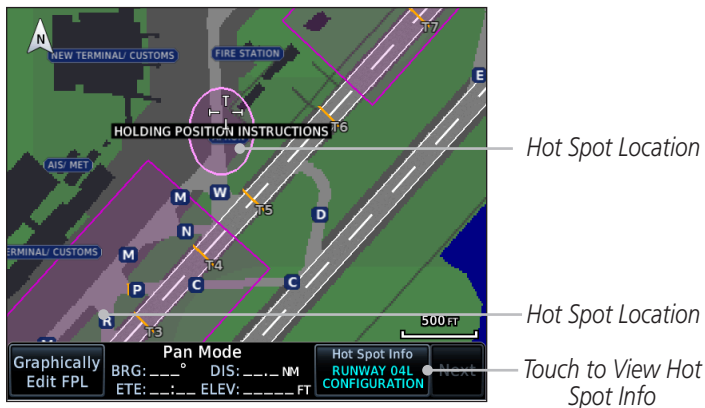 N
T7
NEW TERMINAL/ CUSTOMS
FIRE STATION
E
T
HOLDING POSITION INSTRUCTIONS
T6
Hot Spot Location
AIS/ MET
M
W
T5
D
N
ERMINAL/ CUSTOMS
M
T4
C
C
P
R
T3
500 FT
Hot Spot Location
Graphically
Edit FPL
Pan Mode
BRG: ___° DIS: __._ NM
ETE: __:__ ELEV: _____ FT
Hot Spot Info
RUNWAY 04L
CONFIGURATION
Next
Touch to View Hot
Spot Info